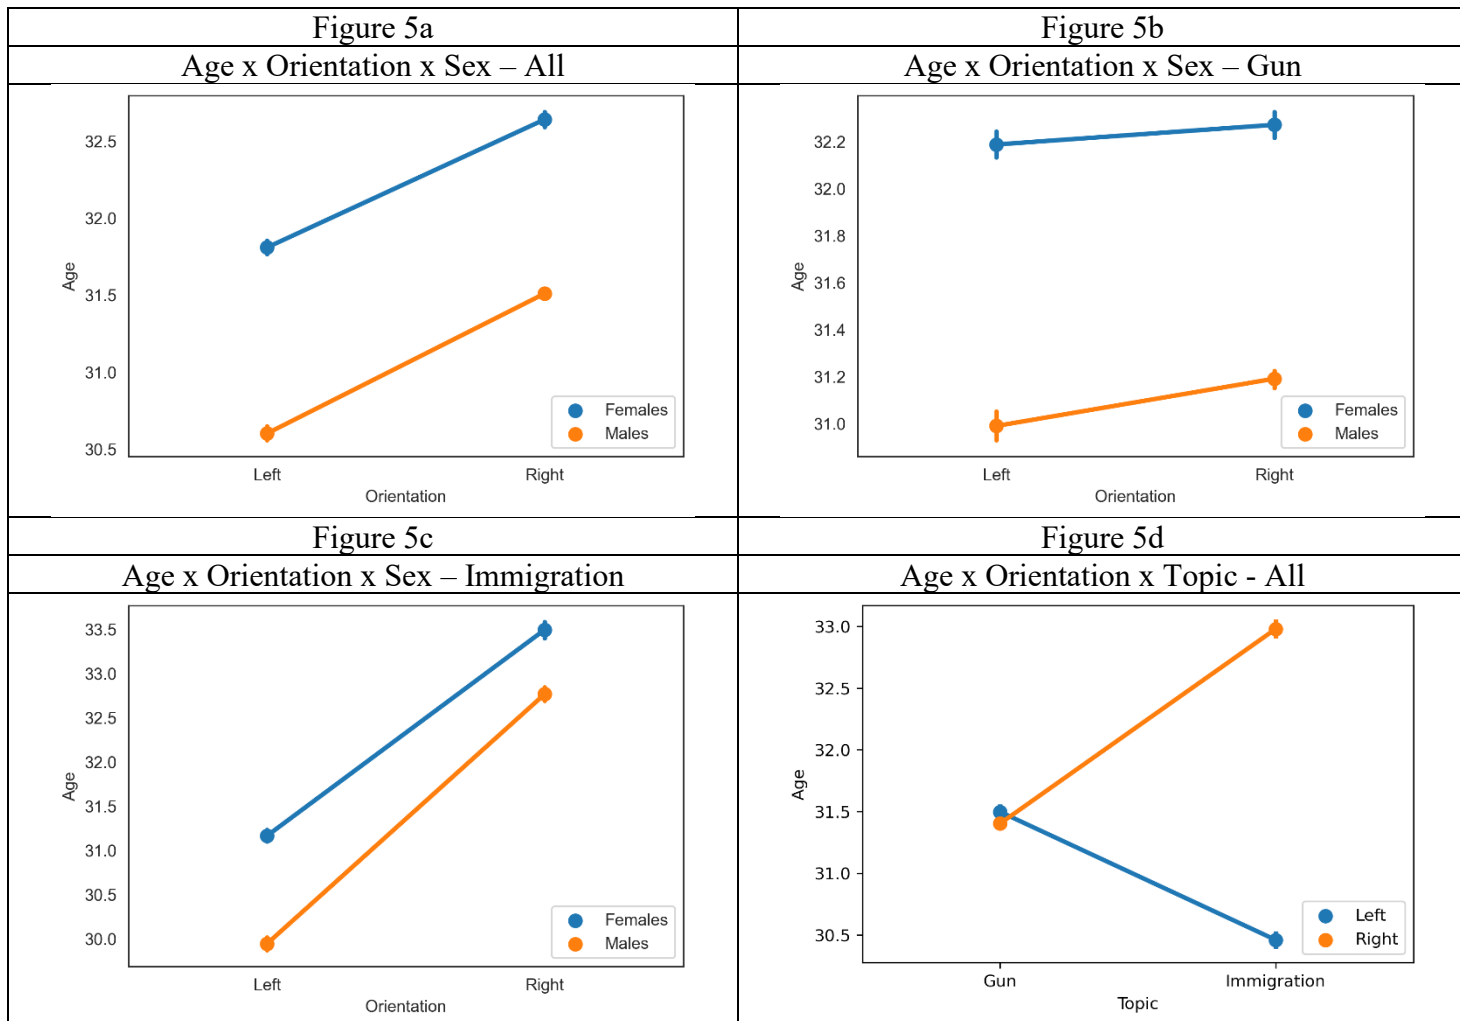 Figure 5a
Figure 5b
Age x Orientation x Sex – All
Age x Orientation x Sex – Gun
32.5
32.0
31.5
31.0
30.5
Age
Left
Right
Orientation
Females
Males
32.2
32.0
31.8
31.6
31.4
31.2
31.0
Age
Left
Right
Orientation
Females
Males
Figure 5c
Figure 5d
Age x Orientation x Sex – Immigration
Age x Orientation x Topic - All
33.5
33.0
32.5
32.0
31.5
31.0
30.5
30.0
Age
Left
Right
Orientation
Females
Males
33.0
32.5
32.0
31.5
31.0
30.5
Age
Gun
Immigration
Topic
Left
Right